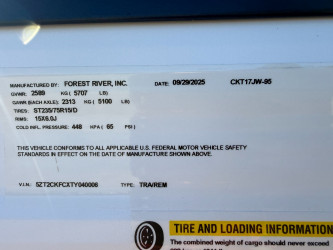 MANUFACTURED BY: FOREST RIVER, INC. DATE: 09/29/2025 CKT17JW-95
GVWR: 2589 KG ( 5707 LB)
GAWR (EACH AXLE): 2313 KG ( 5100 LB)
TIRES: ST235/75R15/D
RIMS: 15X6.0J
COLD INFL. PRESSURE: 448 KPA ( 65 PSI)
THIS VEHICLE CONFORMS TO ALL APPLICABLE U.S. FEDERAL MOTOR VEHICLE SAFETY
STANDARDS IN EFFECT ON THE DATE OF MANUFACTURE SHOWN ABOVE.
V.I.N.: 5ZT2CKFCXTY040008 TYPE: TRA/REM
TIRE AND LOADING INFORMATION
The combined weight of cargo should never exceed